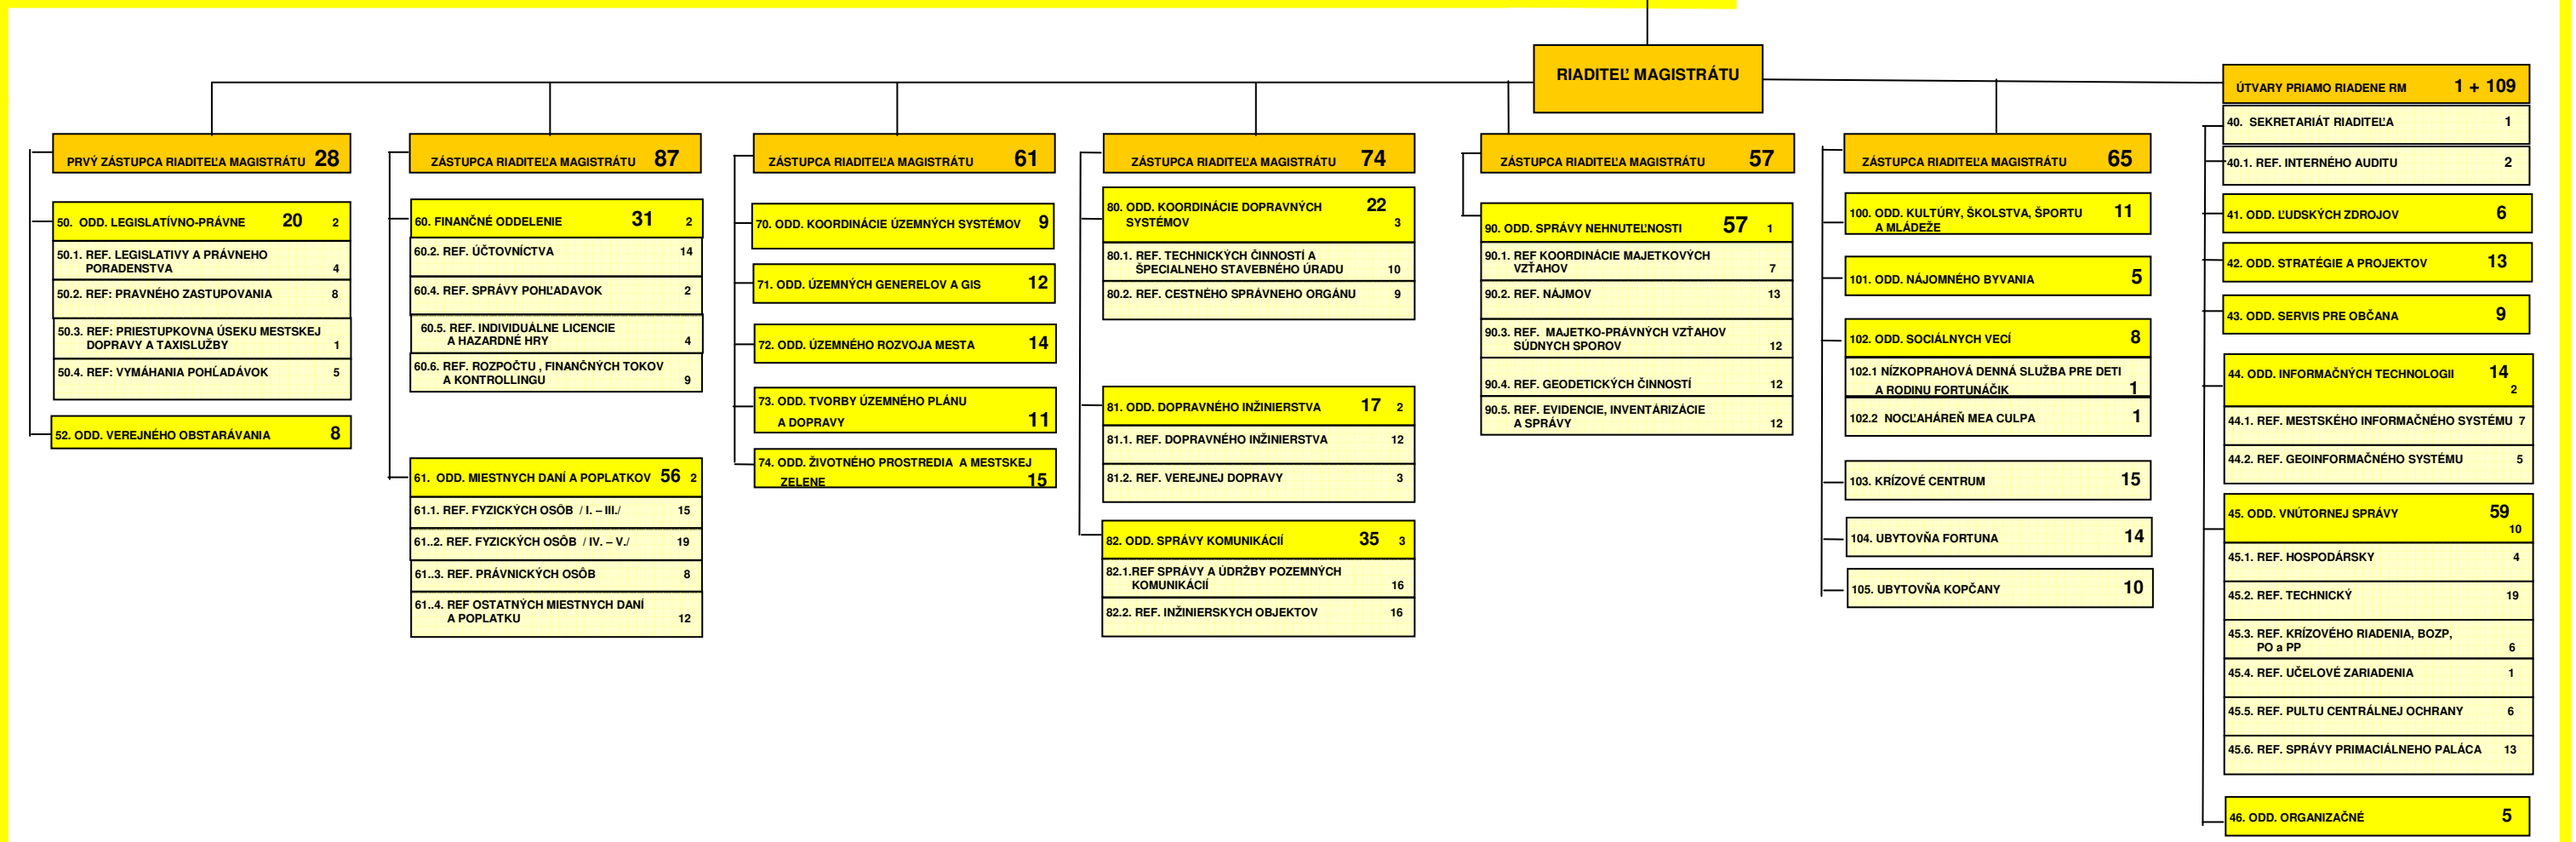 RIADITEĽ MAGISTRÁTU
PRVÝ ZÁSTUPCA RIADITEĽA MAGISTRÁTU 28
50. ODD. LEGISLATÍVNO-PRÁVNE 20 2
50.1. REF. LEGISLATIVY A PRÁVNEHO
PORADENSTVA 4
50.2. REF: PRAVNÉHO ZASTUPOVANIA 8
50.3. REF: PRIESTUPKOVNA ÚSEKU MESTSKEJ
DOPRAVY A TAXISLUŽBY 1
50.4. REF: VYMÁHANIA POHĽADÁVOK 5
52. ODD. VEREJNÉHO OBSTARÁVANIA 8
ZÁSTUPCA RIADITEĽA MAGISTRÁTU 87
60. FINANČNÉ ODDELENIE 31 2
60.2. REF. ÚČTOVNÍCTVA 14
60.4. REF. SPRÁVY POHĽADAVOK 2
60.5. REF. INDIVIDUÁLNE LICENCIE
A HAZARDNÉ HRY 4
60.6. REF. ROZPOČTU , FINANČNÝCH TOKOV
A KONTROLLINGU 9
61. ODD. MIESTNYCH DANÍ A POPLATKOV 56 2
61.1. REF. FYZICKÝCH OSÔB / I. – III./ 15
61..2. REF. FYZICKÝCH OSÔB / IV. – V./ 19
61..3. REF. PRÁVNICKÝCH OSÔB 8
61..4. REF OSTATNÝCH MIESTNYCH DANÍ
A POPLATKU 12
ZÁSTUPCA RIADITEĽA MAGISTRÁTU 61
70. ODD. KOORDINÁCIE ÚZEMNÝCH SYSTÉMOV 9
71. ODD. ÚZEMNÝCH GENERELOV A GIS 12
72. ODD. ÚZEMNÉHO ROZVOJA MESTA 14
73. ODD. TVORBY ÚZEMNÉHO PLÁNU
A DOPRAVY 11
74. ODD. ŽIVOTNÉHO PROSTREDIA A MESTSKEJ
ZELENE 15
ZÁSTUPCA RIADITEĽA MAGISTRÁTU 74
80. ODD. KOORDINÁCIE DOPRAVNÝCH 22
SYSTÉMOV 3
80.1. REF. TECHNICKÝCH ČINNOSTÍ A
ŠPECIALNEHO STAVEBNÉHO ÚRADU 10
80.2. REF. CESTNÉHO SPRÁVNEHO ORGÁNU 9
81. ODD. DOPRAVNÉHO INŽINIERSTVA 17 2
81.1. REF. DOPRAVNÉHO INŽINIERSTVA 12
81.2. REF. VEREJNEJ DOPRAVY 3
82. ODD. SPRÁVY KOMUNIKÁCIÍ 35 3
82.1.REF SPRÁVY A ÚDRŽBY POZEMNÝCH
KOMUNIKÁCIÍ 16
82.2. REF. INŽINIERSKYCH OBJEKTOV 16
ZÁSTUPCA RIADITEĽA MAGISTRÁTU 57
90. ODD. SPRÁVY NEHNUTEĽNOSTI 57 1
90.1. REF KOORDINÁCIE MAJETKOVÝCH
VZŤAHOV 7
90.2. REF. NÁJMOV 13
90.3. REF. MAJETKO-PRÁVNÝCH VZŤAHOV
SÚDNYCH SPOROV 12
90.4. REF. GEODETICKÝCH ČINNOSTÍ 12
90.5. REF. EVIDENCIE, INVENTÁRIZÁCIE
A SPRÁVY 12
ZÁSTUPCA RIADITEĽA MAGISTRÁTU 65
100. ODD. KULTÚRY, ŠKOLSTVA, ŠPORTU 11
A MLÁDEŽE
101. ODD. NÁJOMNÉHO BYVANIA 5
102. ODD. SOCIÁLNYCH VECÍ 8
102.1 NÍZKOPRAHOVÁ DENNÁ SLUŽBA PRE DETI
A RODINU FORTUNÁČIK 1
102.2 NOCĽAHÁREŇ MEA CULPA 1
103. KRÍZOVÉ CENTRUM 15
104. UBYTOVŇA FORTUNA 14
105. UBYTOVŇA KOPČANY 10
ÚTVARY PRIAMO RIADENE RM 1 + 109
40. SEKRETARIÁT RIADITEĽA 1
40.1. REF. INTERNÉHO AUDITU 2
41. ODD. ĽUDSKÝCH ZDROJOV 6
42. ODD. STRATÉGIE A PROJEKTOV 13
43. ODD. SERVIS PRE OBČANA 9
44. ODD. INFORMAČNÝCH TECHNOLOGII 14
2
44.1. REF. MESTSKÉHO INFORMAČNÉHO SYSTÉMU 7
44.2. REF. GEOINFORMAČNÉHO SYSTÉMU 5
45. ODD. VNÚTORNEJ SPRÁVY 59
10
45.1. REF. HOSPODÁRSKY 4
45.2. REF. TECHNICKÝ 19
45.3. REF. KRÍZOVÉHO RIADENIA, BOZP,
PO a PP 6
45.4. REF. UČELOVÉ ZARIADENIA 1
45.5. REF. PULTU CENTRÁLNEJ OCHRANY 6
45.6. REF. SPRÁVY PRIMACIÁLNEHO PALÁCA 13
46. ODD. ORGANIZAČNÉ 5